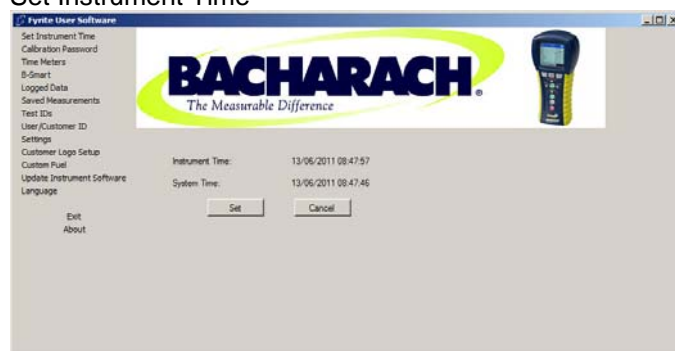 Set Instrument Time
Fyrite User Software
Set Instrument Time
Calibration Password
Time Meters
B-Smart
Logged Data
Saved Measurements
Test IDs
User/Customer ID
Settings
Customer Logo Setup
Custom Fuel
Update Instrument Software
Language
Exit
About
BACHARACH®
The Measurable Difference
Instrument Time: 13/06/2011 08:47:57
System Time: 13/06/2011 08:47:46
Set Cancel